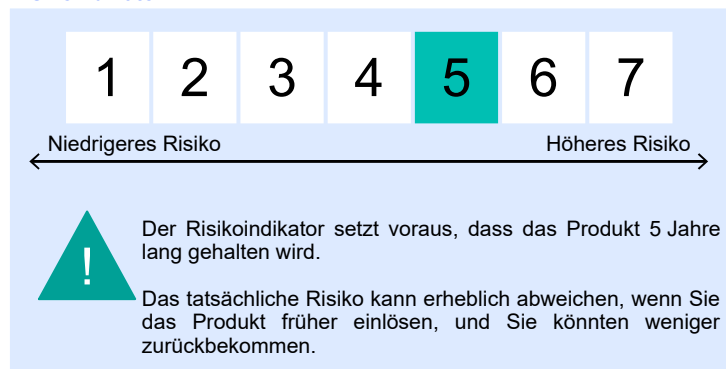 1 2 3 4 5 6 7
Niedrigeres Risiko Höheres Risiko
!
Der Risikoindikator setzt voraus, dass das Produkt 5 Jahre
lang gehalten wird.
Das tatsächliche Risiko kann erheblich abweichen, wenn Sie
das Produkt früher einlösen, und Sie könnten weniger
zurückbekommen.